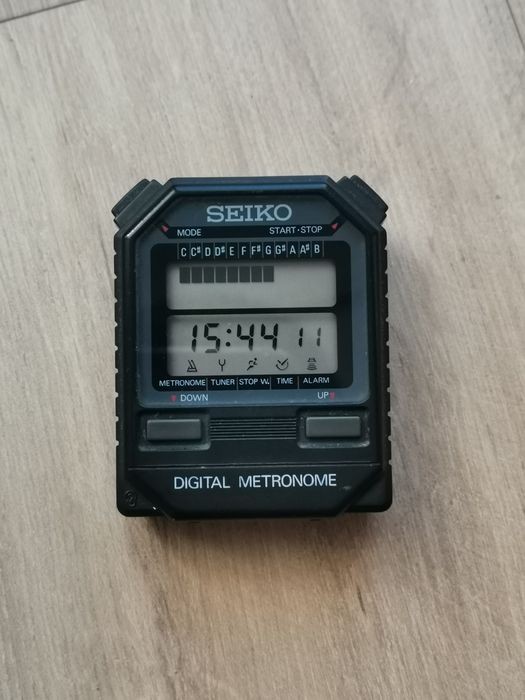 SEIKO
MODE START·STOP
C C# D D# E F F# G G# A A# B
15:44 11
METRONOME TUNER STOP W. TIME ALARM
DOWN UP
DIGITAL METRONOME